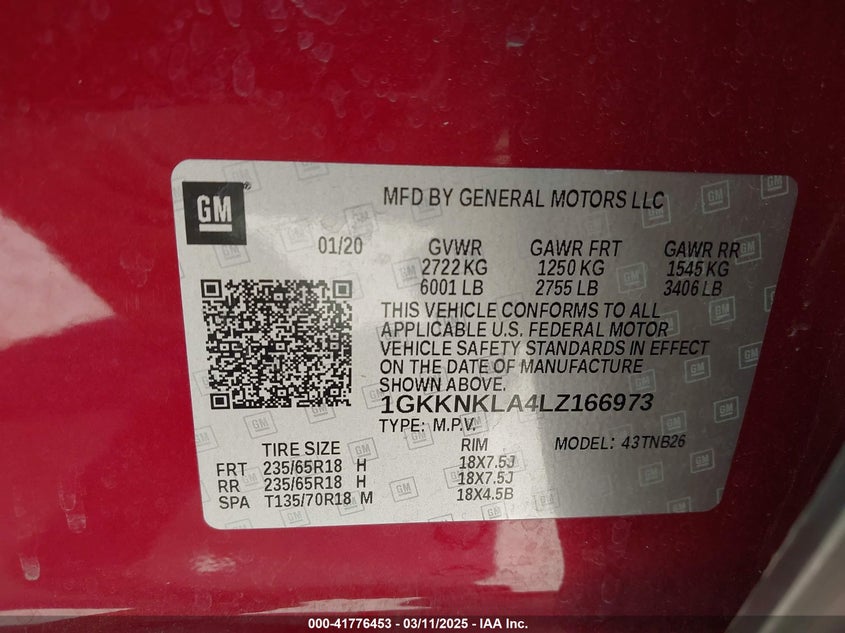 GM®
MFD BY GENERAL MOTORS LLC
01/20 GVWR GAWR FRT GAWR RR
2722 KG 1250 KG 1545 KG
6001 LB 2755 LB 3406 LB
THIS VEHICLE CONFORMS TO ALL
APPLICABLE U.S. FEDERAL MOTOR
VEHICLE SAFETY STANDARDS IN EFFECT
ON THE DATE OF MANUFACTURE
SHOWN ABOVE.
1GKKNKLA4LZ166973
TYPE: M.P.V. MODEL: 43TNB26
TIRE SIZE RIM
FRT 235/65R18 H 18X7.5J
RR 235/65R18 H 18X7.5J
SPA T135/70R18 M 18X4.5B
000-41776453 - 03/11/2025 - IAA Inc.